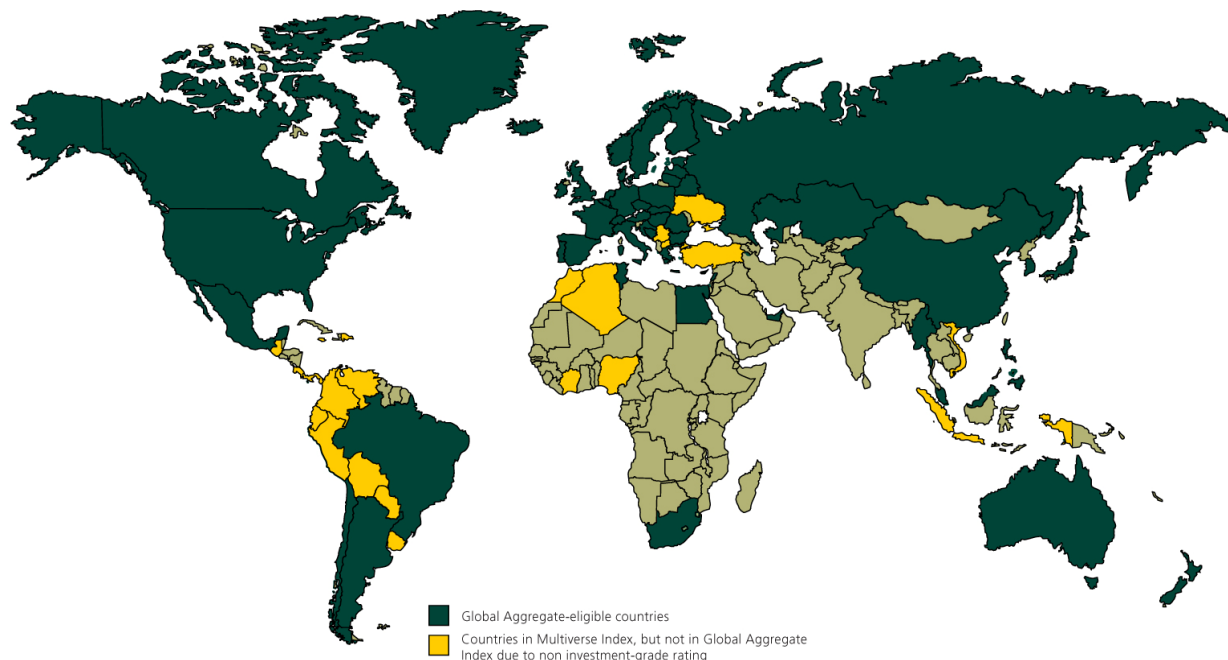 Global Aggregate-eligible countries
Countries in Multiverse Index, but not in Global Aggregate
Index due to non investment-grade rating